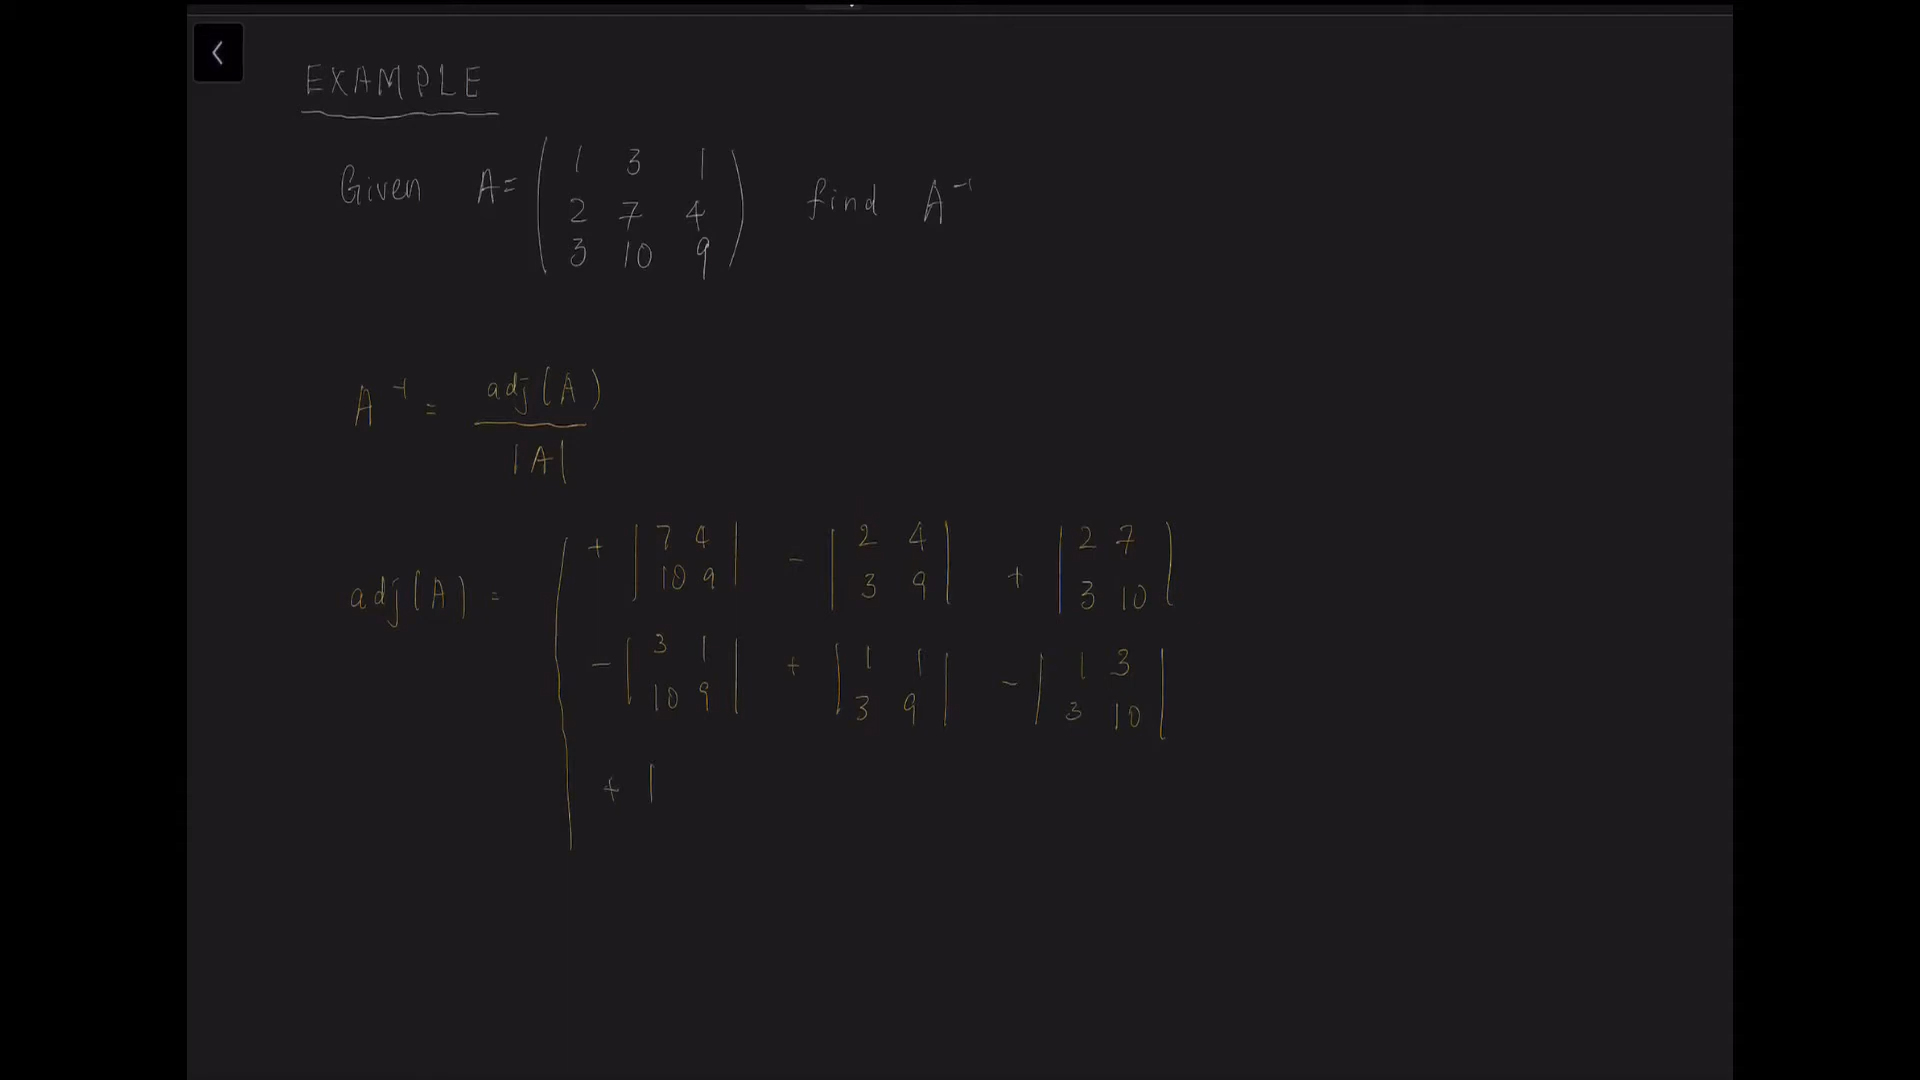 EXAMPLE
Given A= ( 1 3 1 find A⁻¹
2 7 4
3 10 9 )
A⁻¹ = adj(A)
|A|
adj(A) = ( + | 7 4 - | 2 4 + | 2 7
10 9 | 3 9 | 3 10 |
- | 3 1 + | 1 1 - | 1 3
10 9 | 3 9 | 3 10 |
+ |